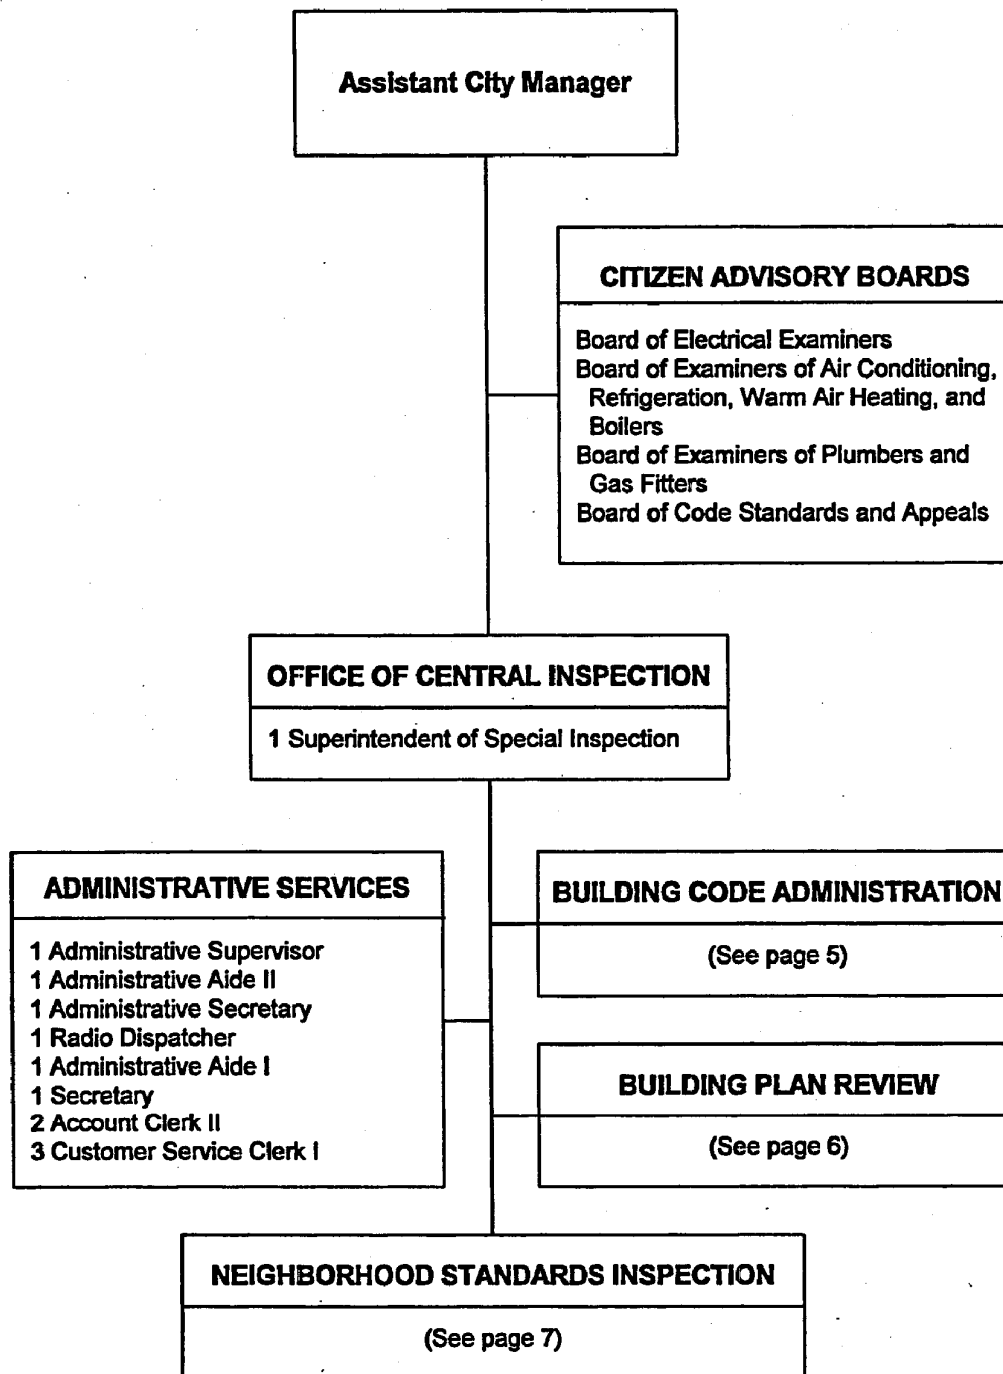 Assistant City Manager
CITIZEN ADVISORY BOARDS
Board of Electrical Examiners
Board of Examiners of Air Conditioning,
Refrigeration, Warm Air Heating, and
Boilers
Board of Examiners of Plumbers and
Gas Fitters
Board of Code Standards and Appeals
OFFICE OF CENTRAL INSPECTION
1 Superintendent of Special Inspection
ADMINISTRATIVE SERVICES
1 Administrative Supervisor
1 Administrative Aide II
1 Administrative Secretary
1 Radio Dispatcher
1 Administrative Aide I
1 Secretary
2 Account Clerk II
3 Customer Service Clerk I
BUILDING CODE ADMINISTRATION
(See page 5)
BUILDING PLAN REVIEW
(See page 6)
NEIGHBORHOOD STANDARDS INSPECTION
(See page 7)